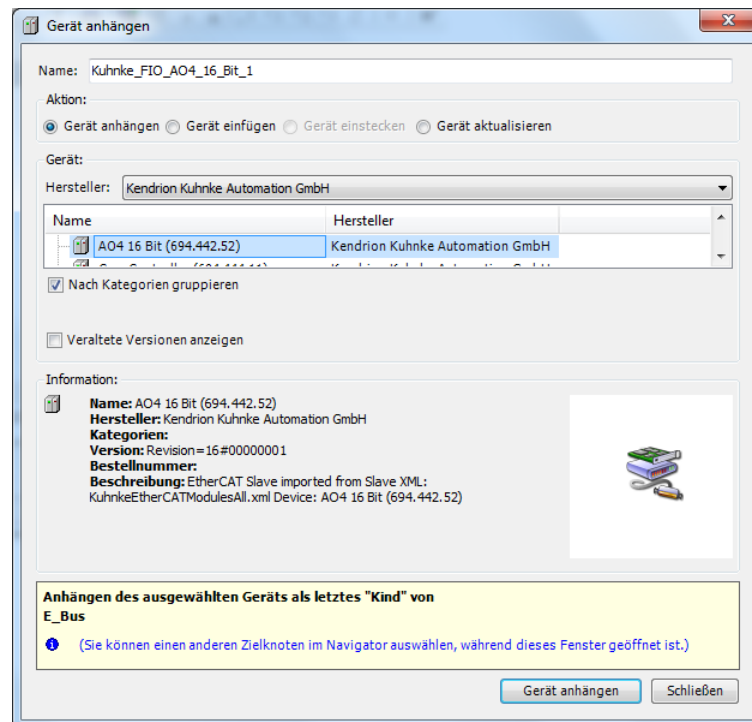 Gerät anhängen
Name: Kuhnke_FIO_AO4_16_Bit_1
Aktion:
Gerät anhängen Gerät einfügen Gerät einstecken Gerät aktualisieren
Gerät:
Hersteller: Kendrion Kuhnke Automation GmbH
Name Hersteller
AO4 16 Bit (694.442.52) Kendrion Kuhnke Automation GmbH
Nach Kategorien gruppieren
Veraltete Versionen anzeigen
Information:
Name: AO4 16 Bit (694.442.52)
Hersteller: Kendrion Kuhnke Automation GmbH
Kategorien:
Version: Revision=16#00000001
Bestellnummer:
Beschreibung: EtherCAT Slave imported from Slave XML:
KuhnkeEtherCATModulesAll.xml Device: AO4 16 Bit (694.442.52)
Anhängen des ausgewählten Geräts als letztes "Kind" von
E_Bus
(Sie können einen anderen Zielknoten im Navigator auswählen, während dieses Fenster geöffnet ist.)
Gerät anhängen Schließen